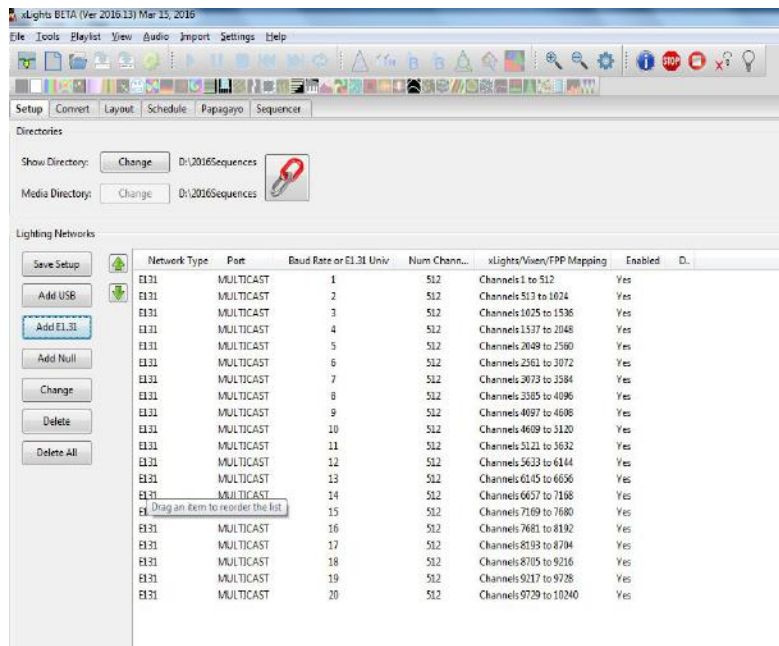 xLights BETA (Ver 2016.13) Mar 15, 2016
File Tools Playlist View Audio Import Settings Help
Setup Convert Layout Schedule Papagayo Sequencer
Directories
Show Directory: Change D:\2016Sequences
Media Directory: Change D:\2016Sequences
Lighting Networks
Save Setup
Add USB
Add E1.31
Add Null
Change
Delete
Delete All
Network Type Port Baud Rate or E1.31 Univ Num Chann... xLights/Vixen/FPP Mapping Enabled D..
E131 MULTICAST 1 512 Channels 1 to 512 Yes
E131 MULTICAST 2 512 Channels 513 to 1024 Yes
E131 MULTICAST 3 512 Channels 1025 to 1536 Yes
E131 MULTICAST 4 512 Channels 1537 to 2048 Yes
E131 MULTICAST 5 512 Channels 2049 to 2560 Yes
E131 MULTICAST 6 512 Channels 2561 to 3072 Yes
E131 MULTICAST 7 512 Channels 3073 to 3584 Yes
E131 MULTICAST 8 512 Channels 3585 to 4096 Yes
E131 MULTICAST 9 512 Channels 4097 to 4608 Yes
E131 MULTICAST 10 512 Channels 4609 to 5120 Yes
E131 MULTICAST 11 512 Channels 5121 to 5632 Yes
E131 MULTICAST 12 512 Channels 5633 to 6144 Yes
E131 MULTICAST 13 512 Channels 6145 to 6656 Yes
E131 MULTICAST 14 512 Channels 6657 to 7168 Yes
Drag an item to reorder the list
MULTICAST 15 512 Channels 7169 to 7680 Yes
E131 MULTICAST 16 512 Channels 7681 to 8192 Yes
E131 MULTICAST 17 512 Channels 8193 to 8704 Yes
E131 MULTICAST 18 512 Channels 8705 to 9216 Yes
E131 MULTICAST 19 512 Channels 9217 to 9728 Yes
E131 MULTICAST 20 512 Channels 9729 to 10240 Yes
STOP